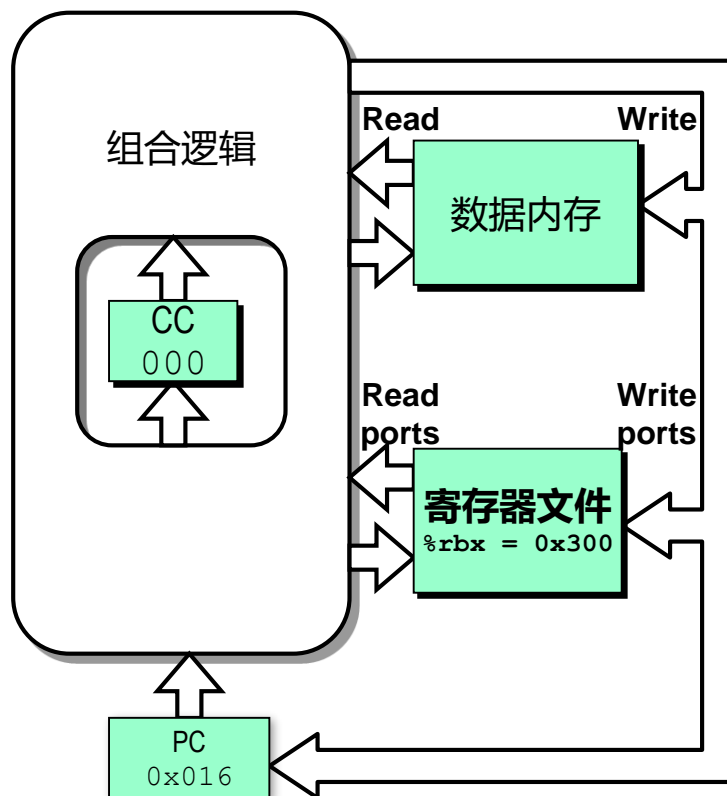 组合逻辑
Read
Write
数据内存
CC
000
Read
ports
Write
ports
寄存器文件
%rbx = 0x300
PC
0x016